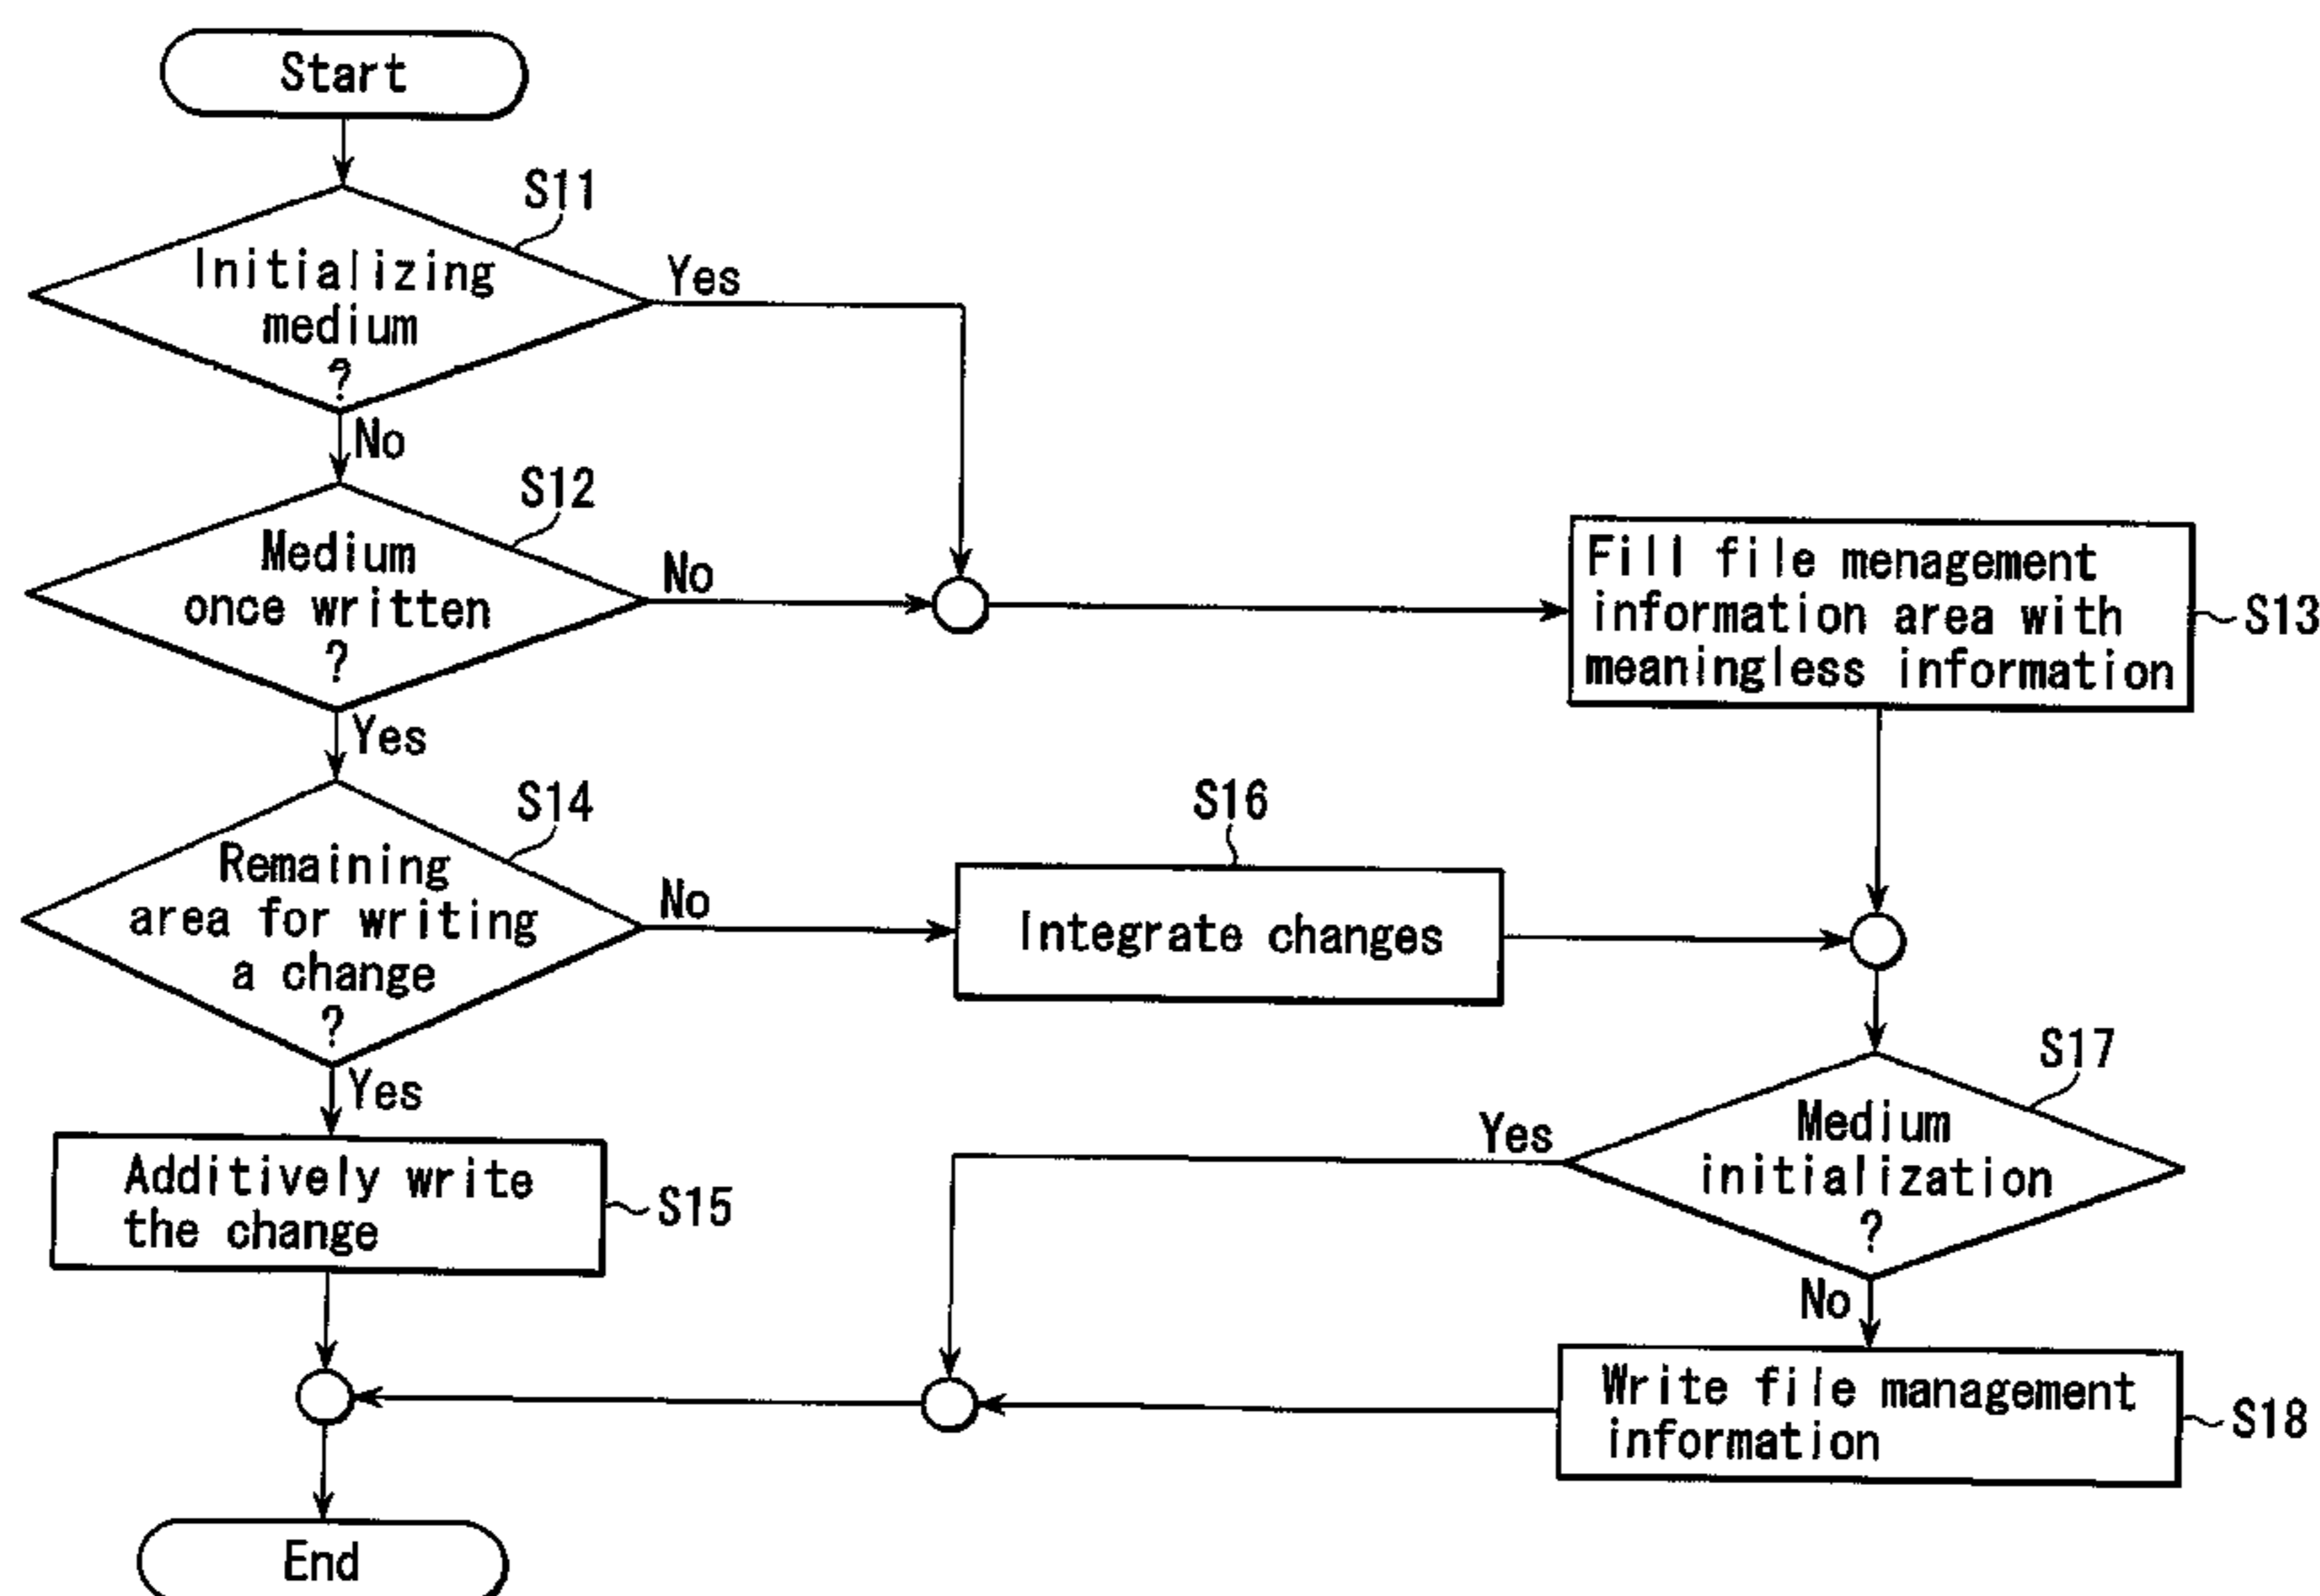 Start
S11
Initializing
medium
?
Yes
No
S12
Medium
once written
?
No
Yes
Fill file menagement
information area with
meaningless information
S13
S14
Remaining
area for writing
a change
?
No
Yes
S16
Integrate changes
S17
Medium
initialization
?
Yes
No
Additively write
the change
S15
Write file management
information
S18
End